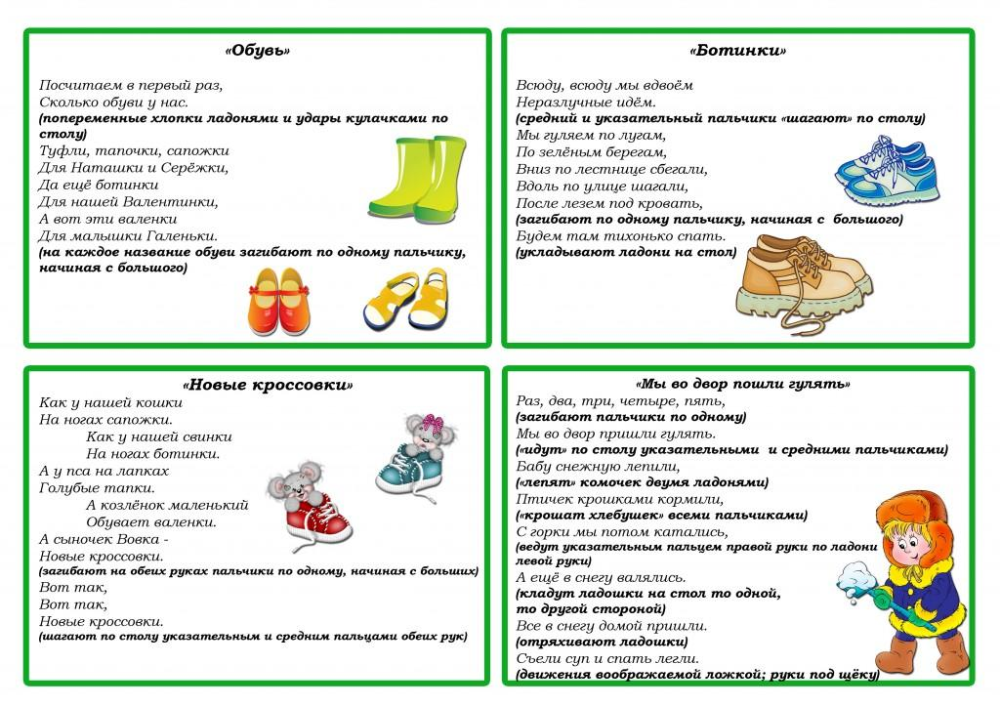 «Обувь»
Посчитаем в первый раз,
Сколько обуви у нас.
(попеременные хлопки ладонями и удары кулачками по
столу)
Туфли, тапочки, сапожки
Для Наташки и Серёжки,
Да ещё ботинки
Для нашей Валентинки,
А вот эти валенки
Для малышки Галеньки.
(на каждое название обуви загибают по одному пальчику,
начиная с большого)
«Ботинки»
Всюду, всюду мы вдвоём
Неразлучные идём.
(средний и указательный пальчики «шагают» по столу)
Мы гуляем по лугам,
По зелёным берегам,
Вниз по лестнице сбегали,
Вдоль по улице шагали,
После лезем под кровать,
(загибают по одному пальчику, начиная с большого)
Будем там тихонько спать.
(укладывают ладони на стол)
«Новые кроссовки»
Как у нашей кошки
На ногах сапожки.
Как у нашей свинки
На ногах ботинки.
А у пса на лапках
Голубые тапки.
А козлёнок маленький
Обувает валенки.
А сыночек Вовка -
Новые кроссовки.
(загибают на обеих руках пальчики по одному, начиная с больших)
Вот так,
Вот так,
Новые кроссовки.
(шагают по столу указательным и средним пальцами обеих рук)
«Мы во двор пошли гулять»
Раз, два, три, четыре, пять,
(загибают пальчики по одному)
Мы во двор пришли гулять.
(«идут» по столу указательными и средними пальчиками)
Бабу снежную лепили,
(«лепят» комочек двумя ладонями)
Птичек крошками кормили,
(«крошат хлебушек» всеми пальчиками)
С горки мы потом катались,
(ведут указательным пальцем правой руки по ладони
левой руки)
А ещё в снегу валялись.
(кладут ладошки на стол то одной,
то другой стороной)
Все в снегу домой пришли.
(отряхивают ладошки)
Съели суп и спать легли.
(движения воображаемой ложкой; руки под щёку)